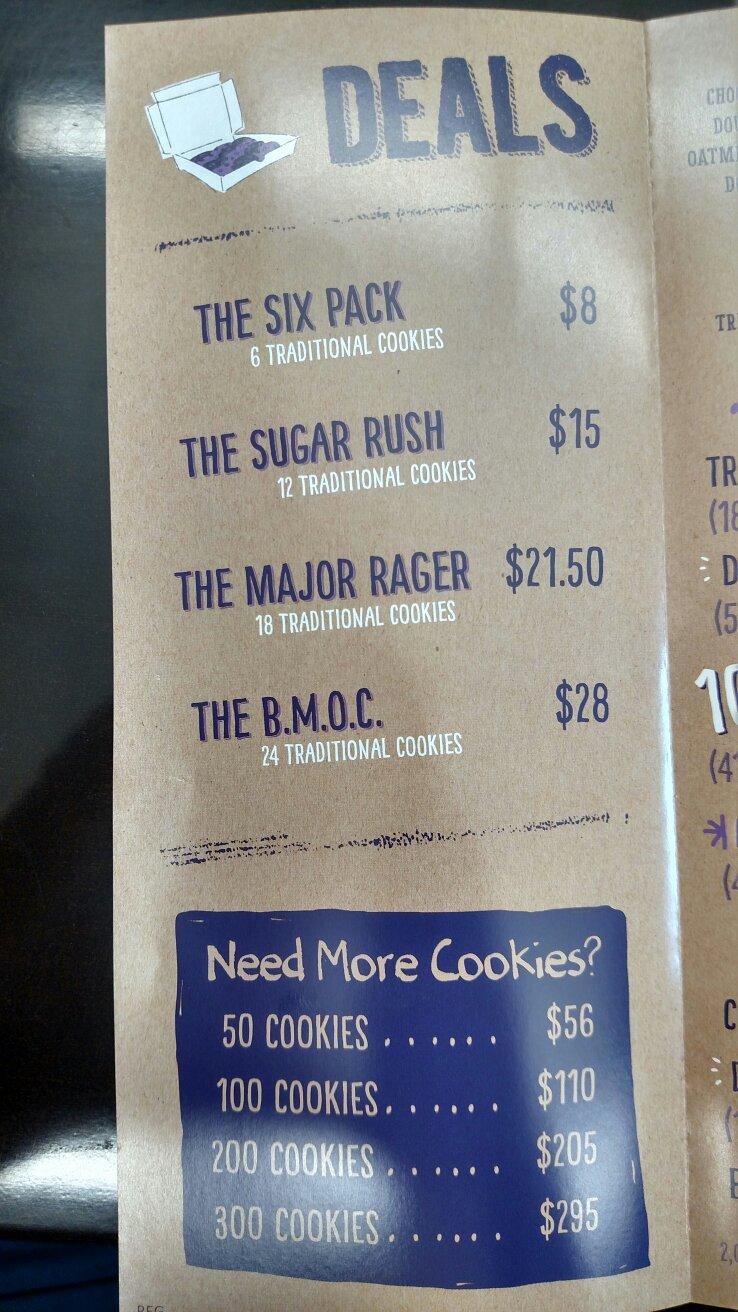 DEALS
THE SIX PACK $8
6 TRADITIONAL COOKIES
THE SUGAR RUSH $15
12 TRADITIONAL COOKIES
THE MAJOR RAGER $21.50
18 TRADITIONAL COOKIES
THE B.M.O.C. $28
24 TRADITIONAL COOKIES
Need More Cookies?
50 COOKIES . . . . . . $56
100 COOKIES . . . . . . $110
200 COOKIES . . . . . . $205
300 COOKIES . . . . . . $295